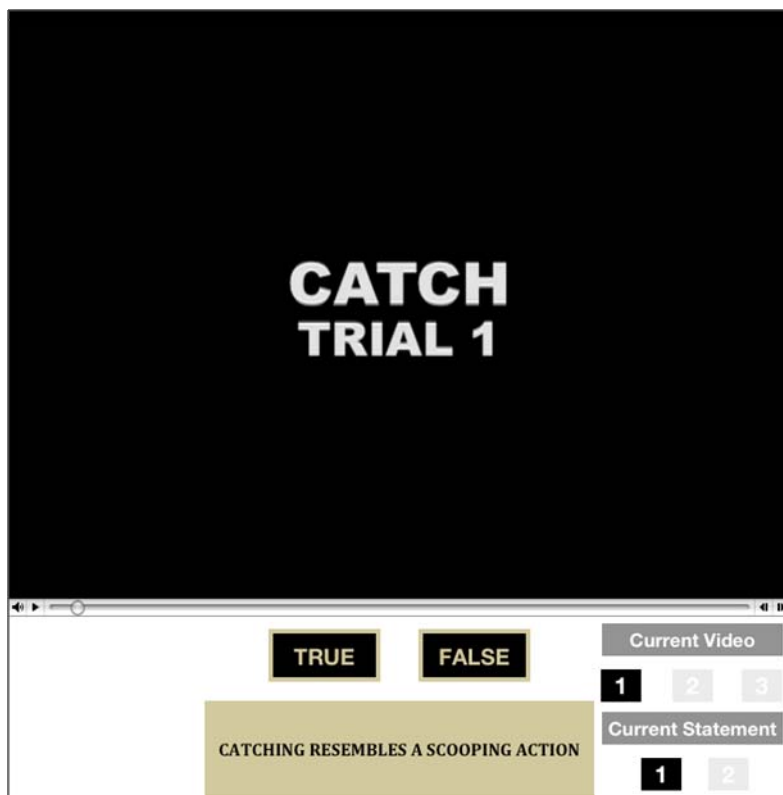 CATCH
TRIAL 1
TRUE
FALSE
Current Video
1 2 3
CATCHING RESEMBLES A SCOOPING ACTION
Current Statement
1 2